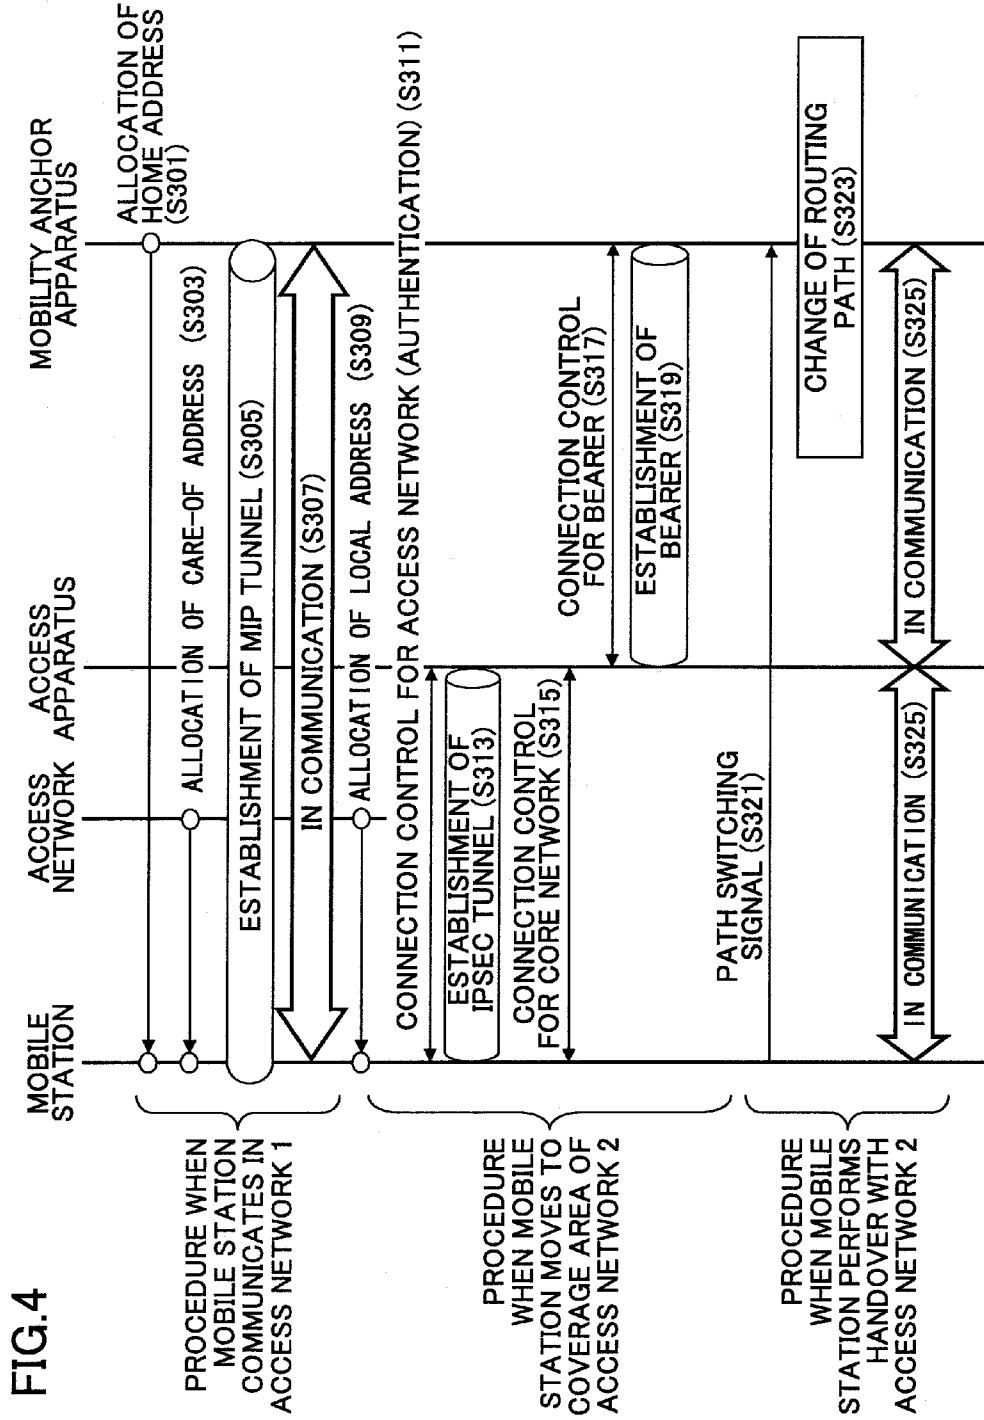 FIG.4
MOBILE
STATION
ACCESS
NETWORK
ACCESS
APPARATUS
MOBILITY ANCHOR
APPARATUS
PROCEDURE WHEN
MOBILE STATION
COMMUNICATES IN
ACCESS NETWORK 1
ALLOCATION OF
HOME ADDRESS
(S301)
ALLOCATION OF CARE-OF ADDRESS (S303)
ESTABLISHMENT OF MIP TUNNEL (S305)
IN COMMUNICATION (S307)
PROCEDURE
WHEN MOBILE
STATION MOVES TO
COVERAGE AREA OF
ACCESS NETWORK 2
ALLOCATION OF LOCAL ADDRESS (S309)
CONNECTION CONTROL FOR ACCESS NETWORK (AUTHENTICATION) (S311)
ESTABLISHMENT OF
IPSEC TUNNEL (S313)
CONNECTION CONTROL
FOR CORE NETWORK (S315)
CONNECTION CONTROL
FOR BEARER (S317)
ESTABLISHMENT OF
BEARER (S319)
PROCEDURE
WHEN MOBILE
STATION PERFORMS
HANDOVER WITH
ACCESS NETWORK 2
PATH SWITCHING
SIGNAL (S321)
CHANGE OF ROUTING
PATH (S323)
IN COMMUNICATION (S325)
IN COMMUNICATION (S325)